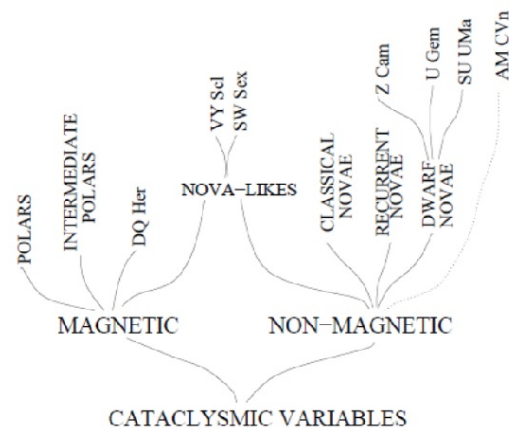 Z Cam
U Gem
SU UMa
AM CVn
VY Scl
SW Sex
NOVA-LIKES
POLARS
INTERMEDIATE
POLARS
DQ Her
CLASSICAL
NOVAE
RECURRENT
NOVAE
DWARF
NOVAE
MAGNETIC
NON-MAGNETIC
CATACLYSMIC VARIABLES